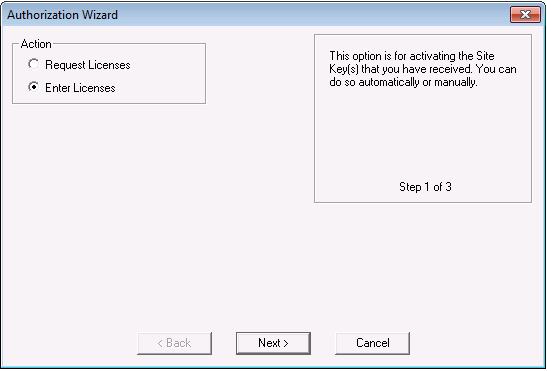 Authorization Wizard
Action
Request Licenses
Enter Licenses
This option is for activating the Site
Key(s) that you have received. You can
do so automatically or manually.
Step 1 of 3
< Back
Next >
Cancel